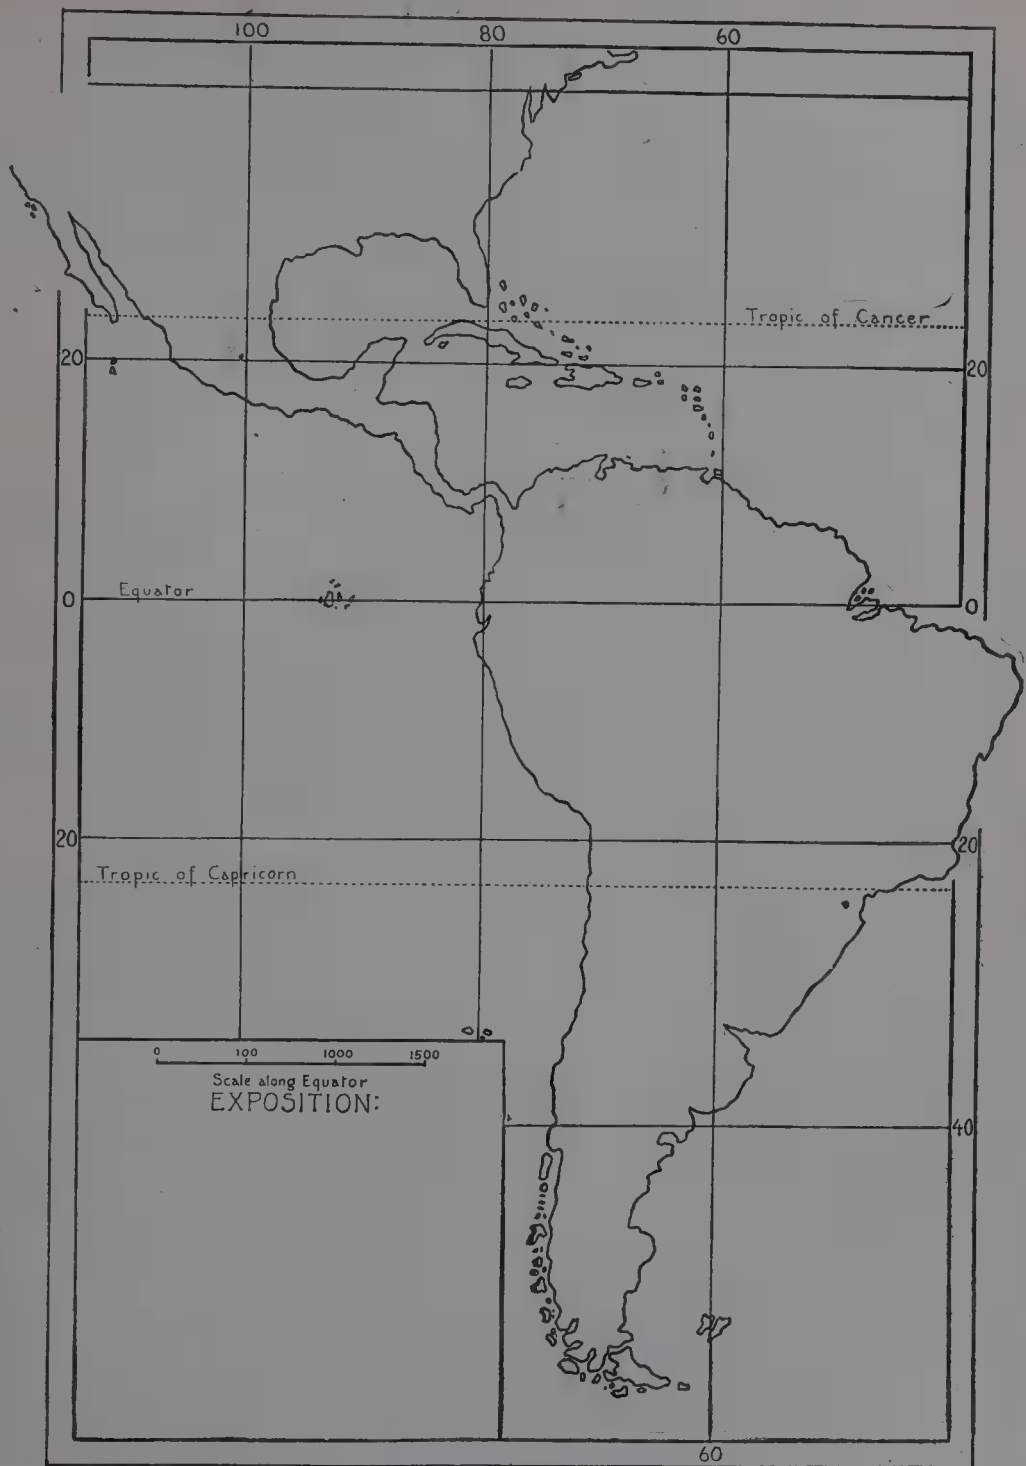 100 80 60
Tropic of Cancer
20 20
Equator
0 0
20 20
Tropic of Capricorn
0 100 1000 1500
Scale along Equator
EXPOSITION:
40
60